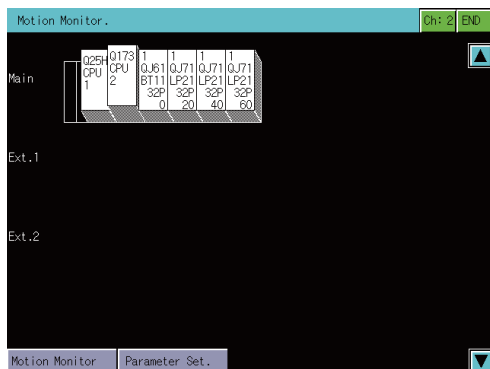 Motion Monitor. Ch: 2 END
Main
Q25H CPU 1
Q173 CPU 2
1 QJ61 BT11 32P 0
1 QJ71 LP21 32P 20
1 QJ71 LP21 32P 40
1 QJ71 LP21 32P 60
Ext.1
Ext.2
Motion Monitor Parameter Set.